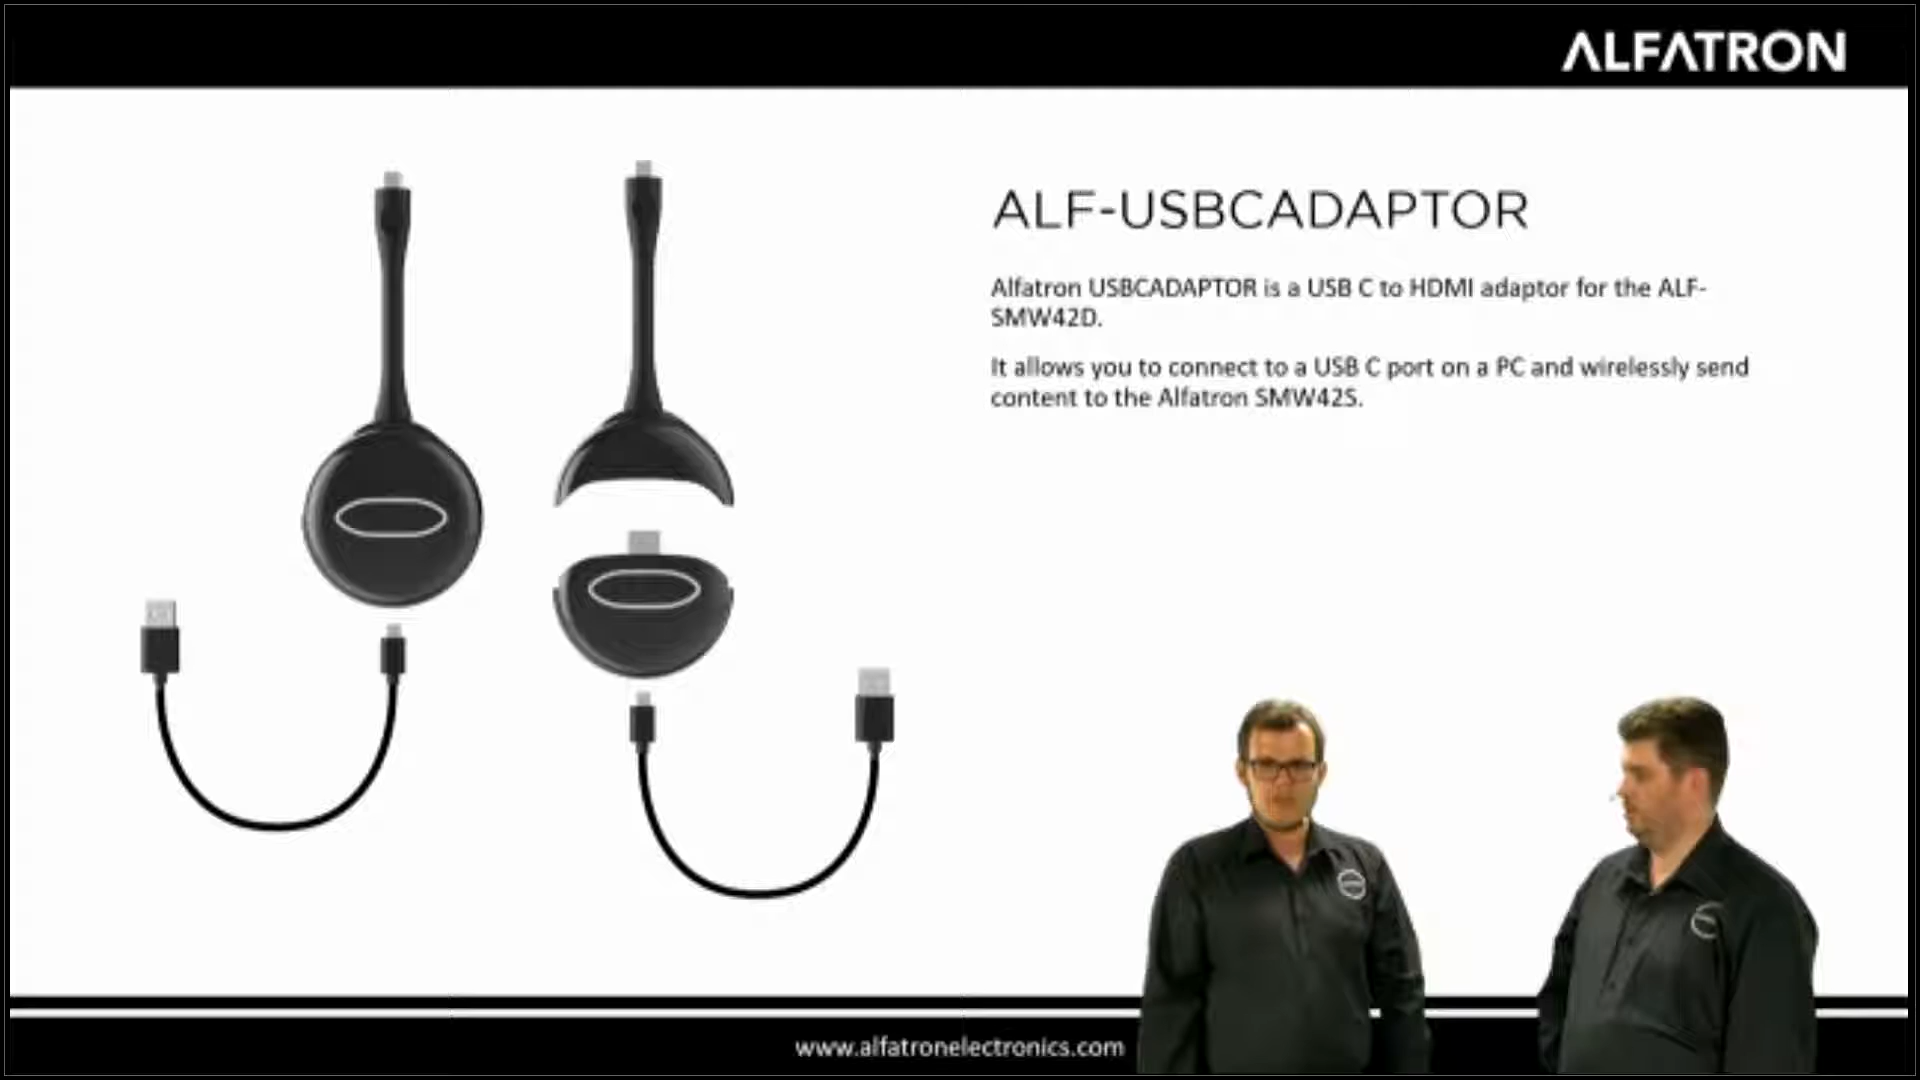 ALFATRON
ALF-USBCADAPTOR
Alfatron USBCADAPTOR is a USB C to HDMI adaptor for the ALF-
SMW42D.
It allows you to connect to a USB C port on a PC and wirelessly send
content to the Alfatron SMW42S.
www.alfatronelectronics.com